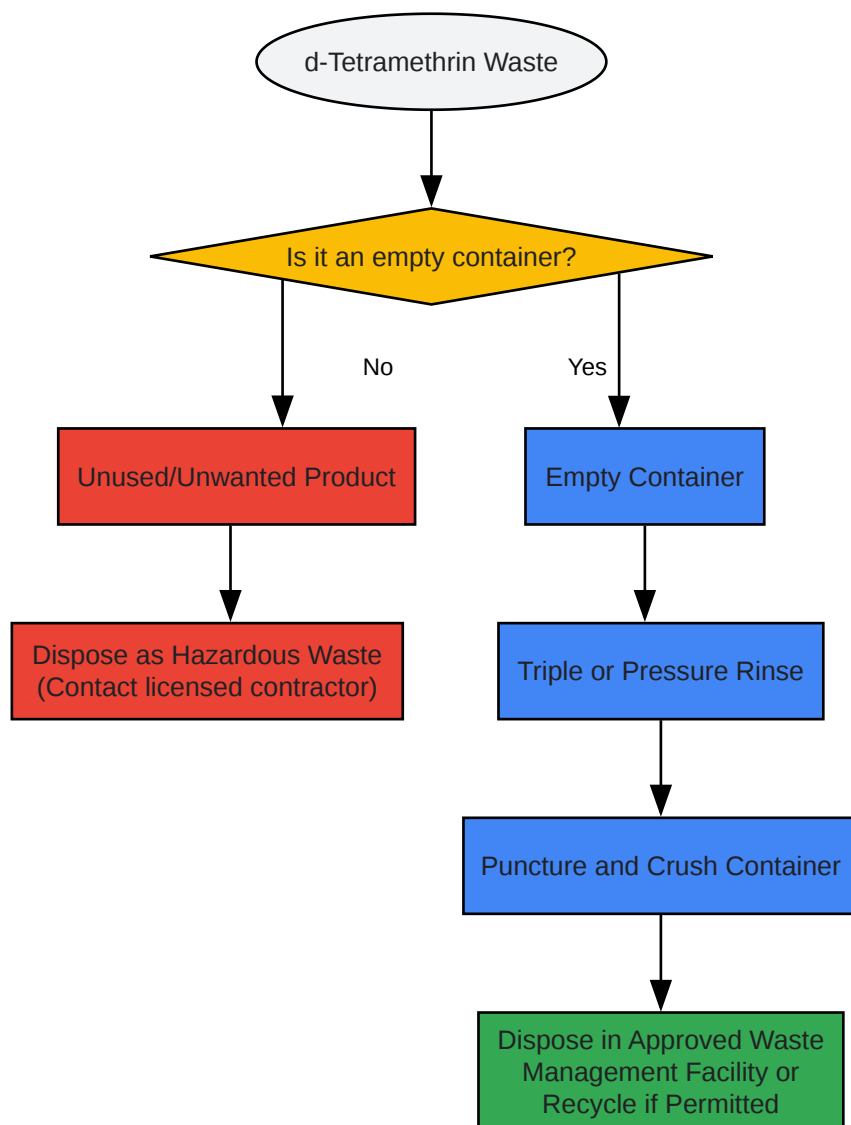 d-Tetramethrin Waste
Is it an empty container?
No
Yes
Unused/Unwanted Product
Empty Container
Dispose as Hazardous Waste
(Contact licensed contractor)
Triple or Pressure Rinse
Puncture and Crush Container
Dispose in Approved Waste
Management Facility or
Recycle if Permitted